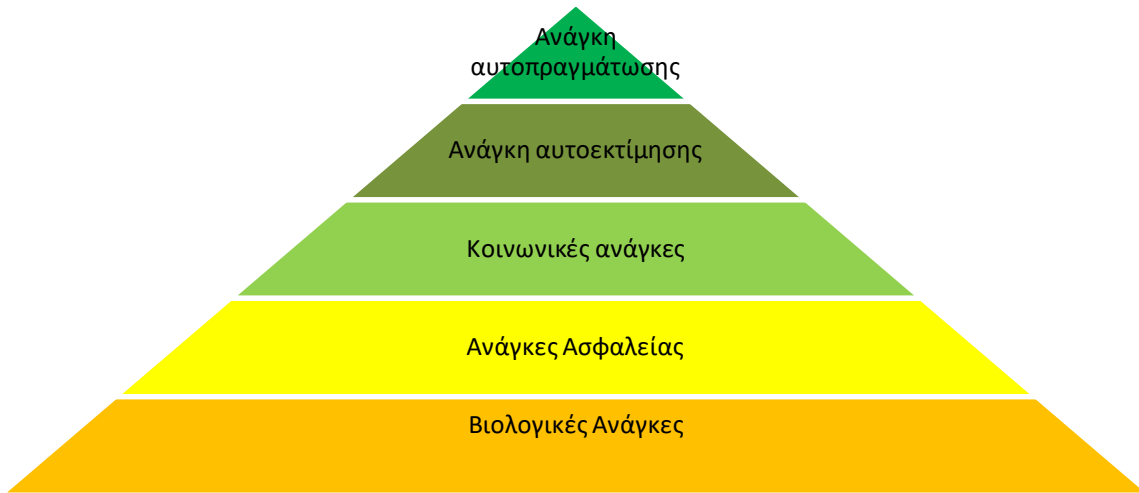 Ανάγκη
αυτοπραγμάτωσης
Ανάγκη αυτοεκτίμησης
Κοινωνικές ανάγκες
Ανάγκες Ασφαλείας
Βιολογικές Ανάγκες